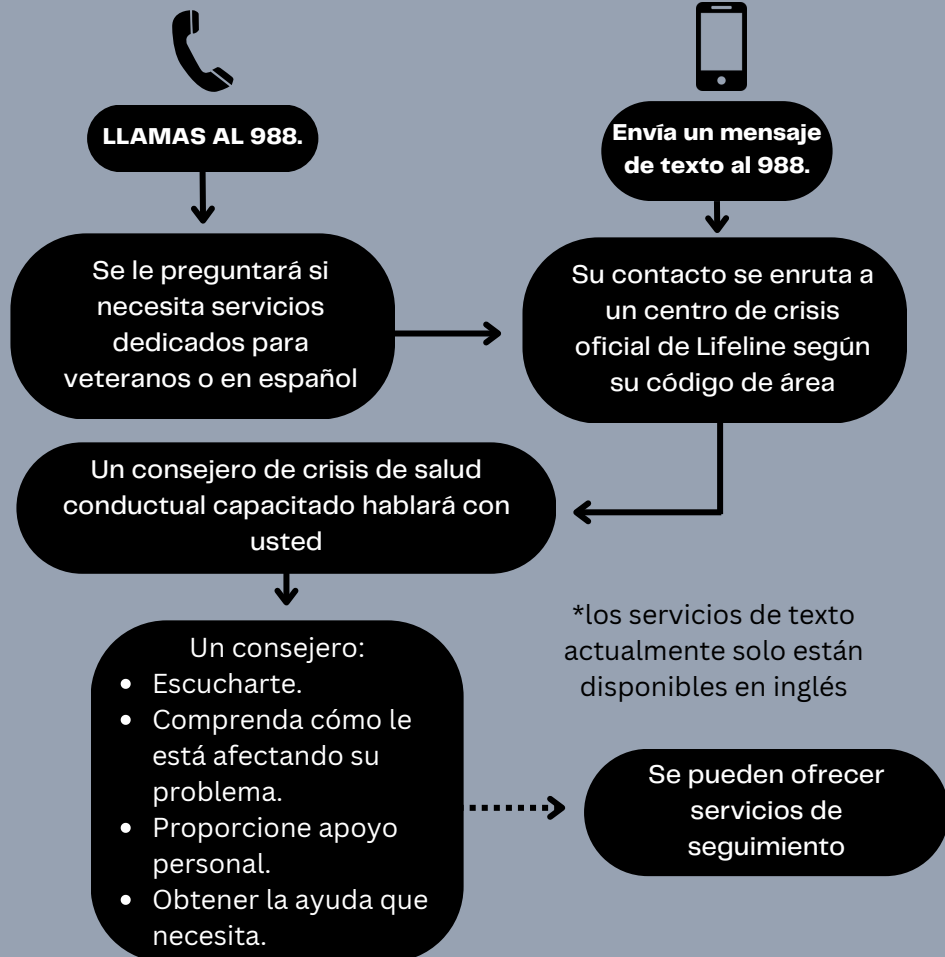 LLAMAS AL 988.
Envía un mensaje
de texto al 988.
Se le preguntará si
necesita servicios
dedicados para
veteranos o en español
Su contacto se enruta a
un centro de crisis
oficial de Lifeline según
su código de área
Un consejero de crisis de salud
conductual capacitado hablará con
usted
Un consejero:
• Escucharte.
• Comprenda cómo le
está afectando su
problema.
• Proporcione apoyo
personal.
• Obtener la ayuda que
necesita.
*los servicios de texto
actualmente solo están
disponibles en inglés
Se pueden ofrecer
servicios de
seguimiento